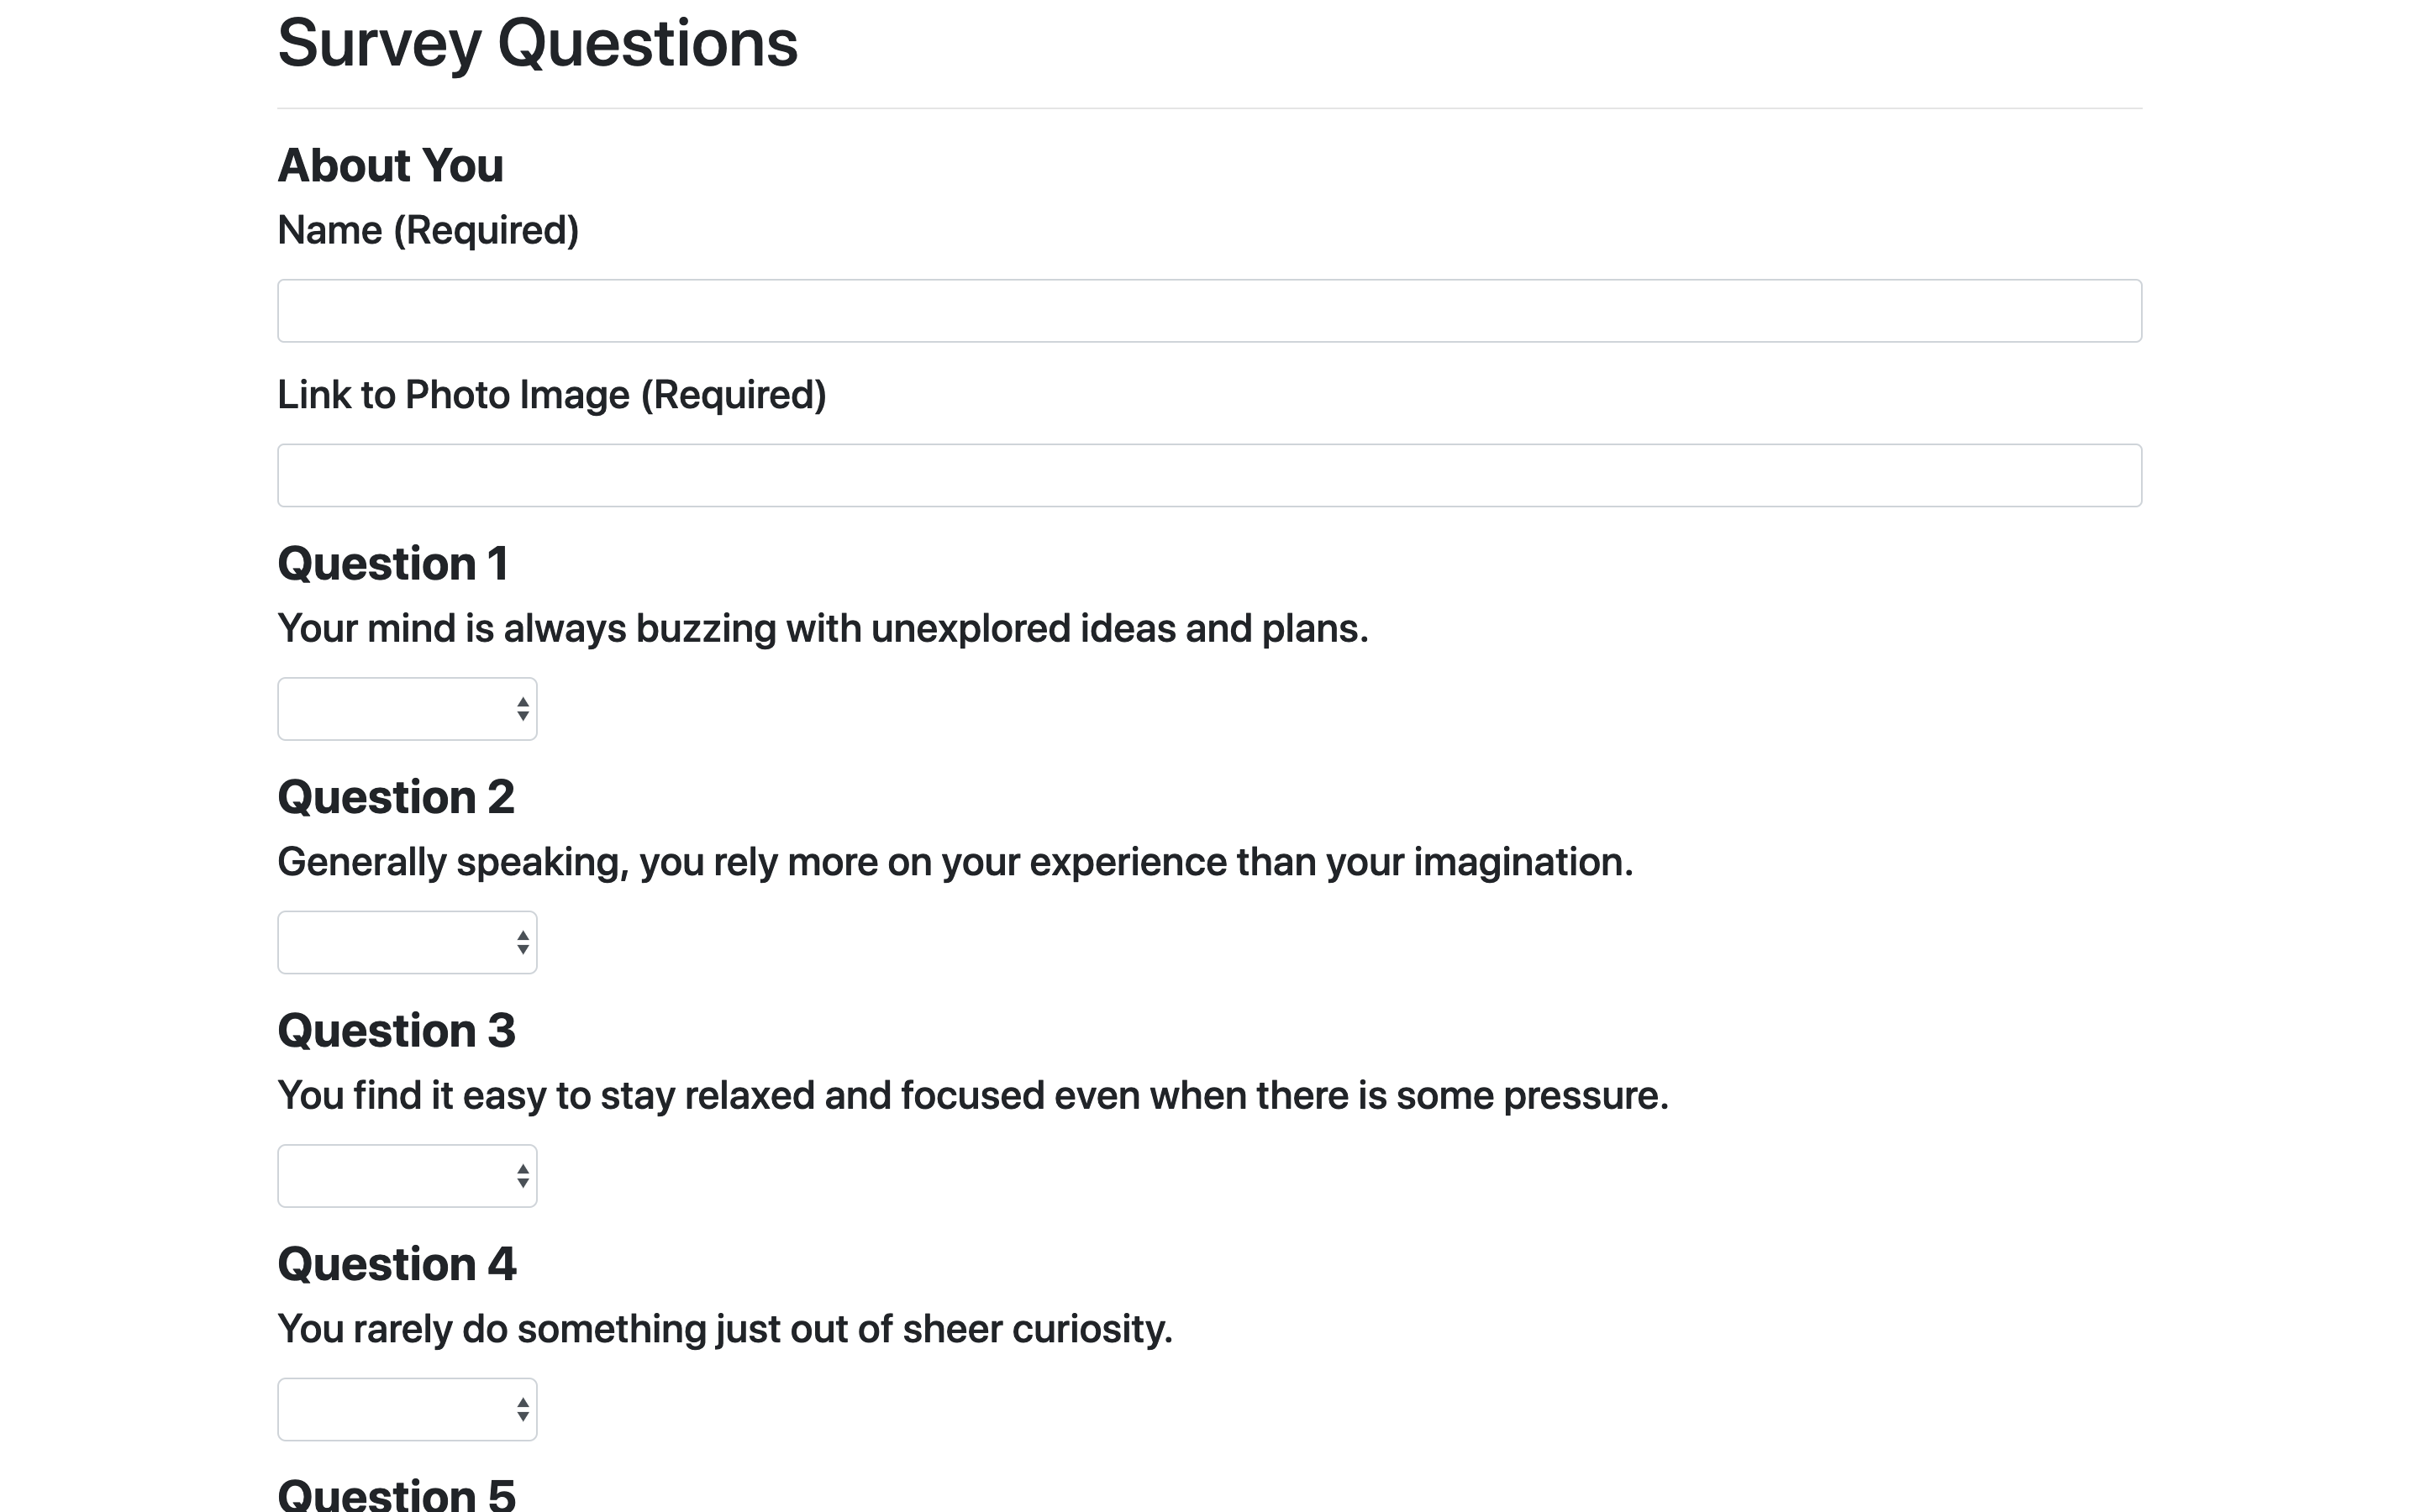 Survey Questions
About You
Name (Required)
Link to Photo Image (Required)
Question 1
Your mind is always buzzing with unexplored ideas and plans.
Question 2
Generally speaking, you rely more on your experience than your imagination.
Question 3
You find it easy to stay relaxed and focused even when there is some pressure.
Question 4
You rarely do something just out of sheer curiosity.
Question 5